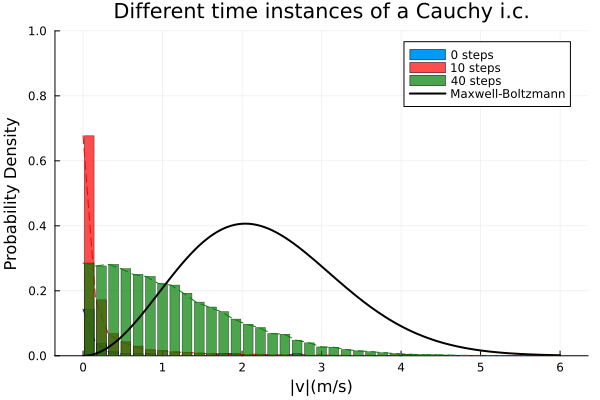 Different time instances of a Cauchy i.c.
1.0
0.8
0.6
0.4
0.2
0.0
Probability Density
0 steps
10 steps
40 steps
Maxwell-Boltzmann
0 1 2 3 4 5 6
|v|(m/s)